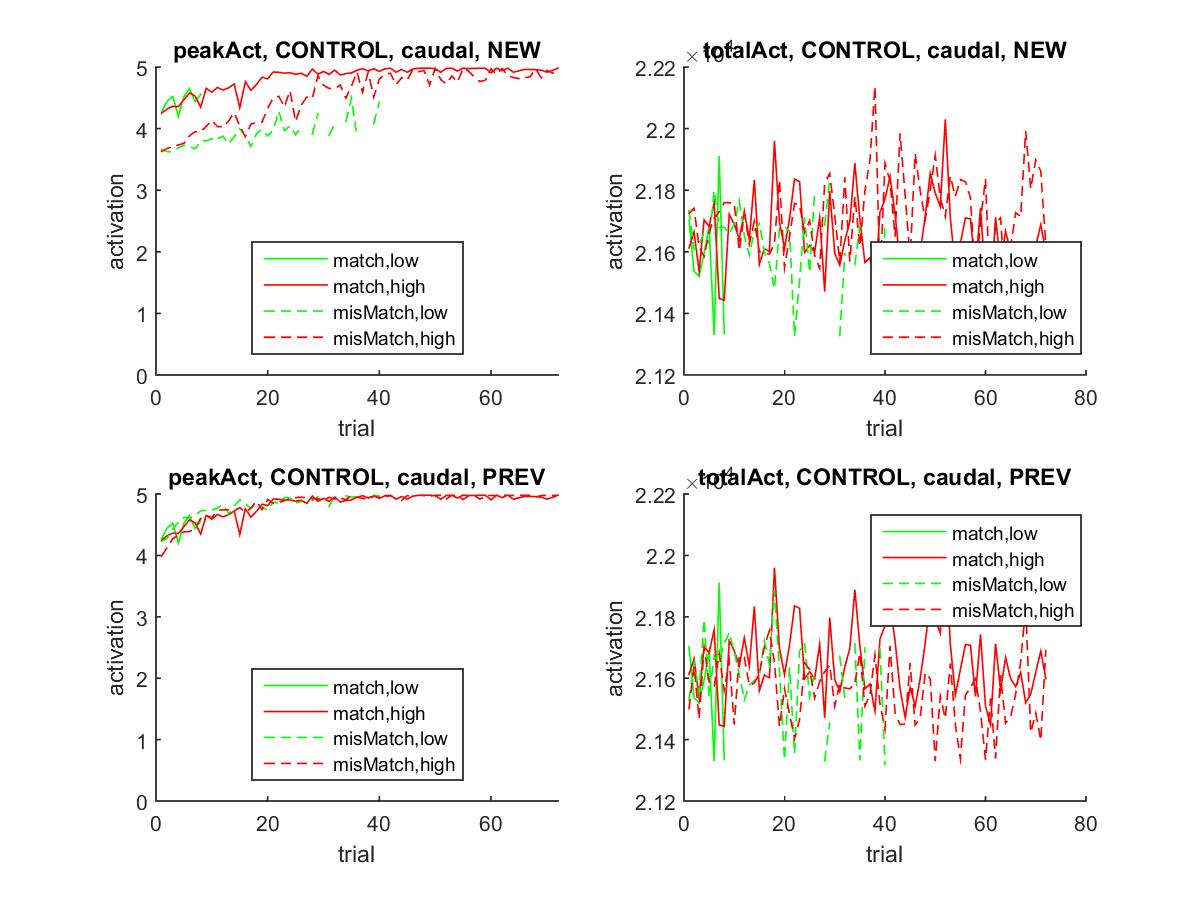 peakAct, CONTROL, caudal, NEW
5
4
3
2
1
0
activation
match,low
match,high
misMatch,low
misMatch,high
0 20 40 60
trial
totalAct, CONTROL, caudal, NEW
2.22
2.2
2.18
2.16
2.14
2.12
activation
match,low
match,high
misMatch,low
misMatch,high
0 20 40 60 80
trial
peakAct, CONTROL, caudal, PREV
5
4
3
2
1
0
activation
match,low
match,high
misMatch,low
misMatch,high
0 20 40 60
trial
totalAct, CONTROL, caudal, PREV
2.22
2.2
2.18
2.16
2.14
2.12
activation
match,low
match,high
misMatch,low
misMatch,high
0 20 40 60 80
trial